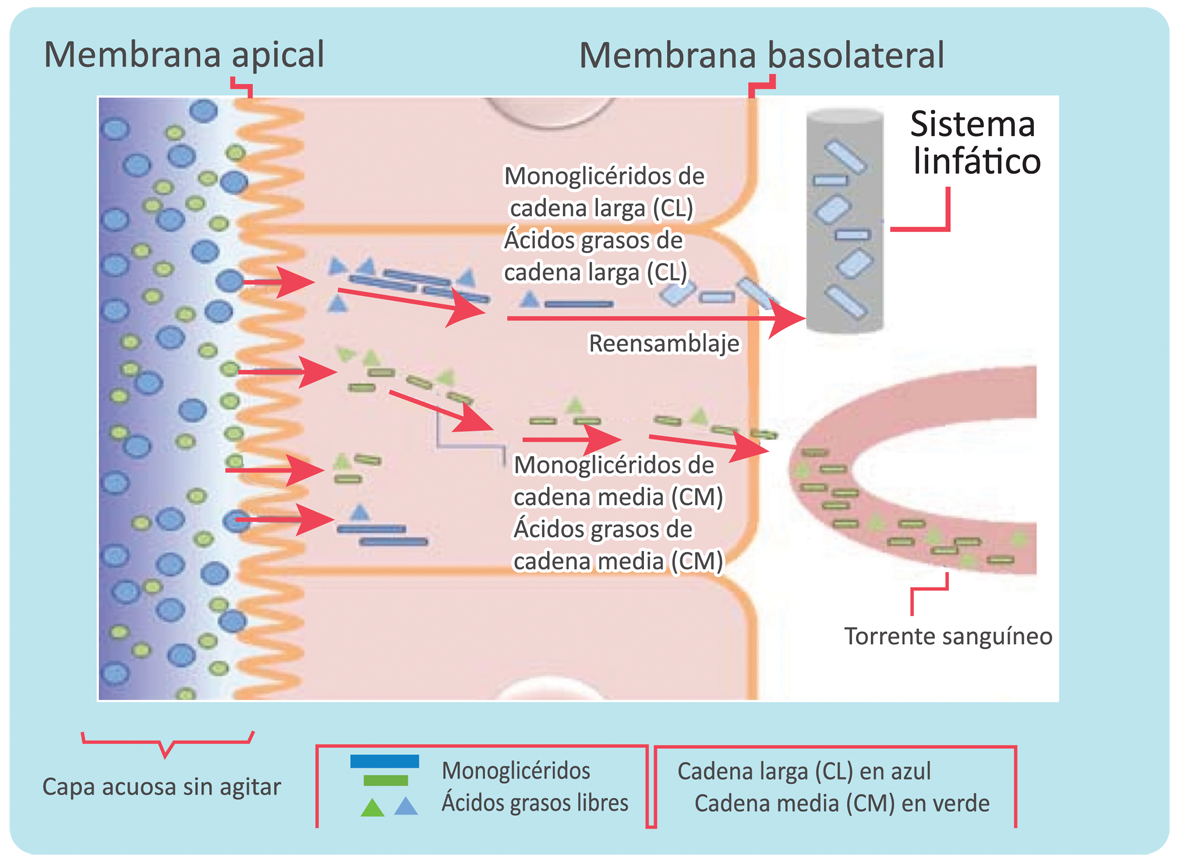 Membrana apical
Membrana basolateral
Sistema
linfático
Monoglicéridos de
cadena larga (CL)
Ácidos grasos de
cadena larga (CL)
Reensamblaje
Monoglicéridos de
cadena media (CM)
Ácidos grasos de
cadena media (CM)
Torrente sanguíneo
Capa acuosa sin agitar
Monoglicéridos
Ácidos grasos libres
Cadena larga (CL) en azul
Cadena media (CM) en verde